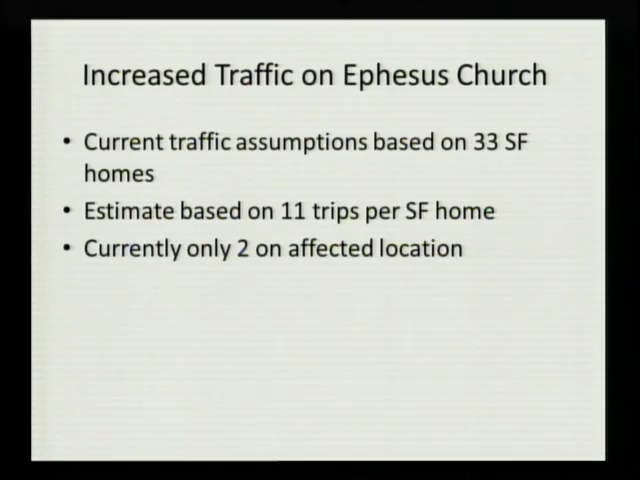 Increased Traffic on Ephesus Church
• Current traffic assumptions based on 33 SF
homes
• Estimate based on 11 trips per SF home
• Currently only 2 on affected location